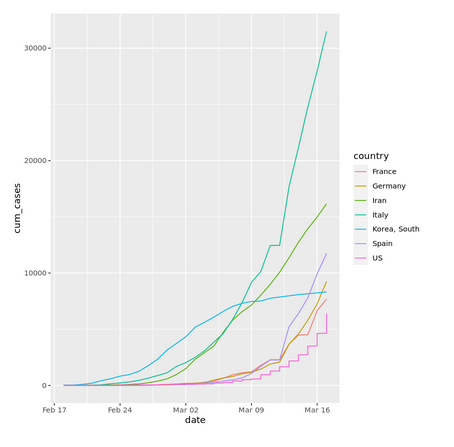 30000
20000
10000
0
cum_cases
Feb 17
Feb 24
Mar 02
Mar 09
Mar 16
date
country
France
Germany
Iran
Italy
Korea, South
Spain
US